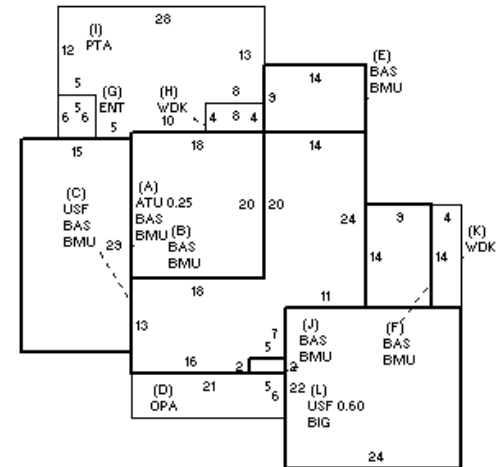 28
(I)
PTA
12
13
(E)
BAS
BMU
14
5
(G)
ENT
5
6 6
5
(H)
WDK
10
8
4 8 4
9
15
18
14
(C)
USF
BAS
BMU
(A)
ATU 0.25
BAS
BMU
(B)
BAS
BMU
20 20
24
29
9
4
(K)
WDK
14
14
18
11
13
7
5
(J)
BAS
BMU
(F)
BAS
BMU
16
2
2
21
5
6
(D)
OPA
22
(L)
USF 0.60
BIG
24